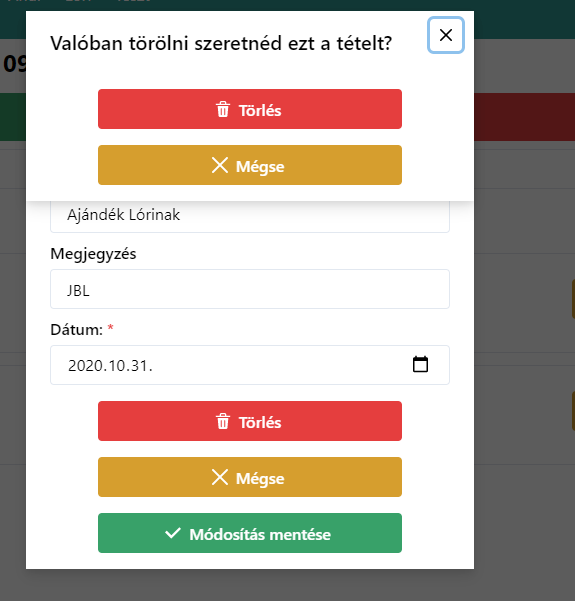 09
Valóban törölni szeretnéd ezt a tételt?
Törlés
Mégse
Ajándék Lórinak
Megjegyzés
JBL
Dátum: *
2020.10.31.
Törlés
Mégse
Módosítás mentése